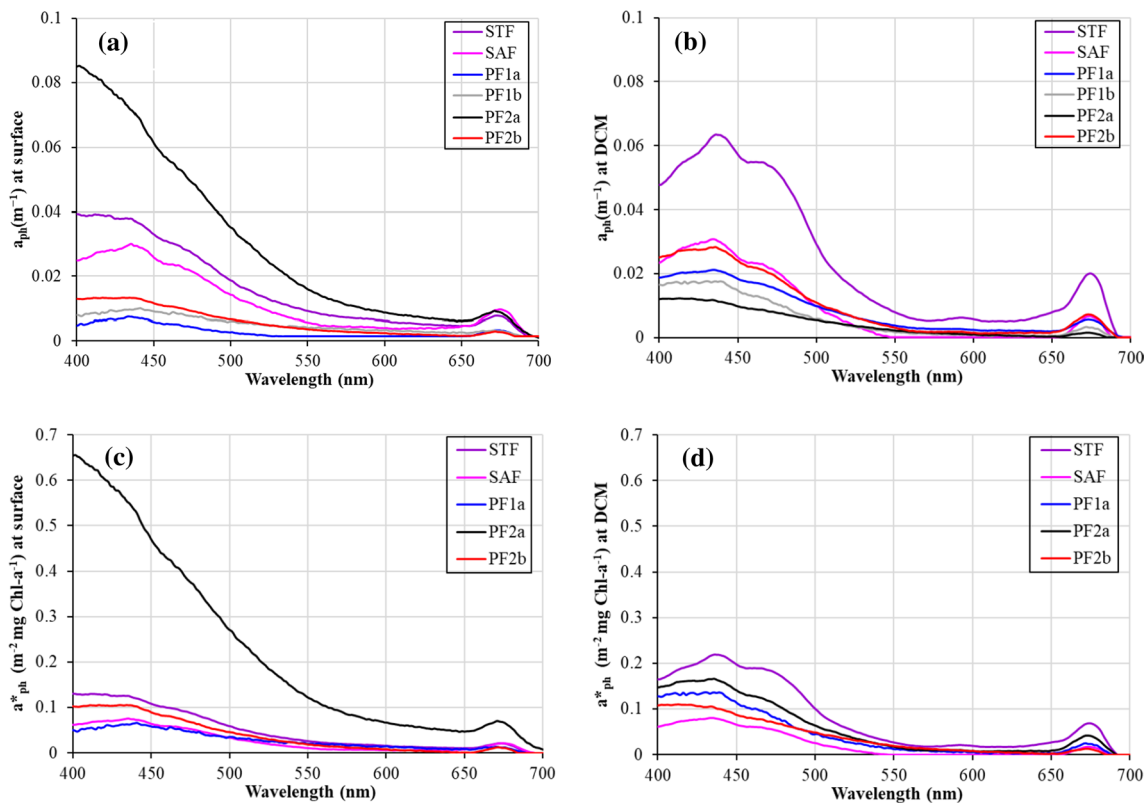 (a)
0.1
0.08
0.06
0.04
0.02
0
aph(m⁻¹) at surface
400 450 500 550 600 650 700
Wavelength (nm)
STF
SAF
PF1a
PF1b
PF2a
PF2b
(b)
0.1
0.08
0.06
0.04
0.02
0
aph(m⁻¹) at DCM
400 450 500 550 600 650 700
Wavelength (nm)
STF
SAF
PF1a
PF1b
PF2a
PF2b
(c)
0.7
0.6
0.5
0.4
0.3
0.2
0.1
0
a*ph (m⁻² mg Chl-a⁻¹) at surface
400 450 500 550 600 650 700
Wavelength (nm)
STF
SAF
PF1a
PF2a
PF2b
(d)
0.7
0.6
0.5
0.4
0.3
0.2
0.1
0
a*ph (m⁻² mg Chl-a⁻¹) at DCM
400 450 500 550 600 650 700
Wavelength (nm)
STF
SAF
PF1a
PF2a
PF2b